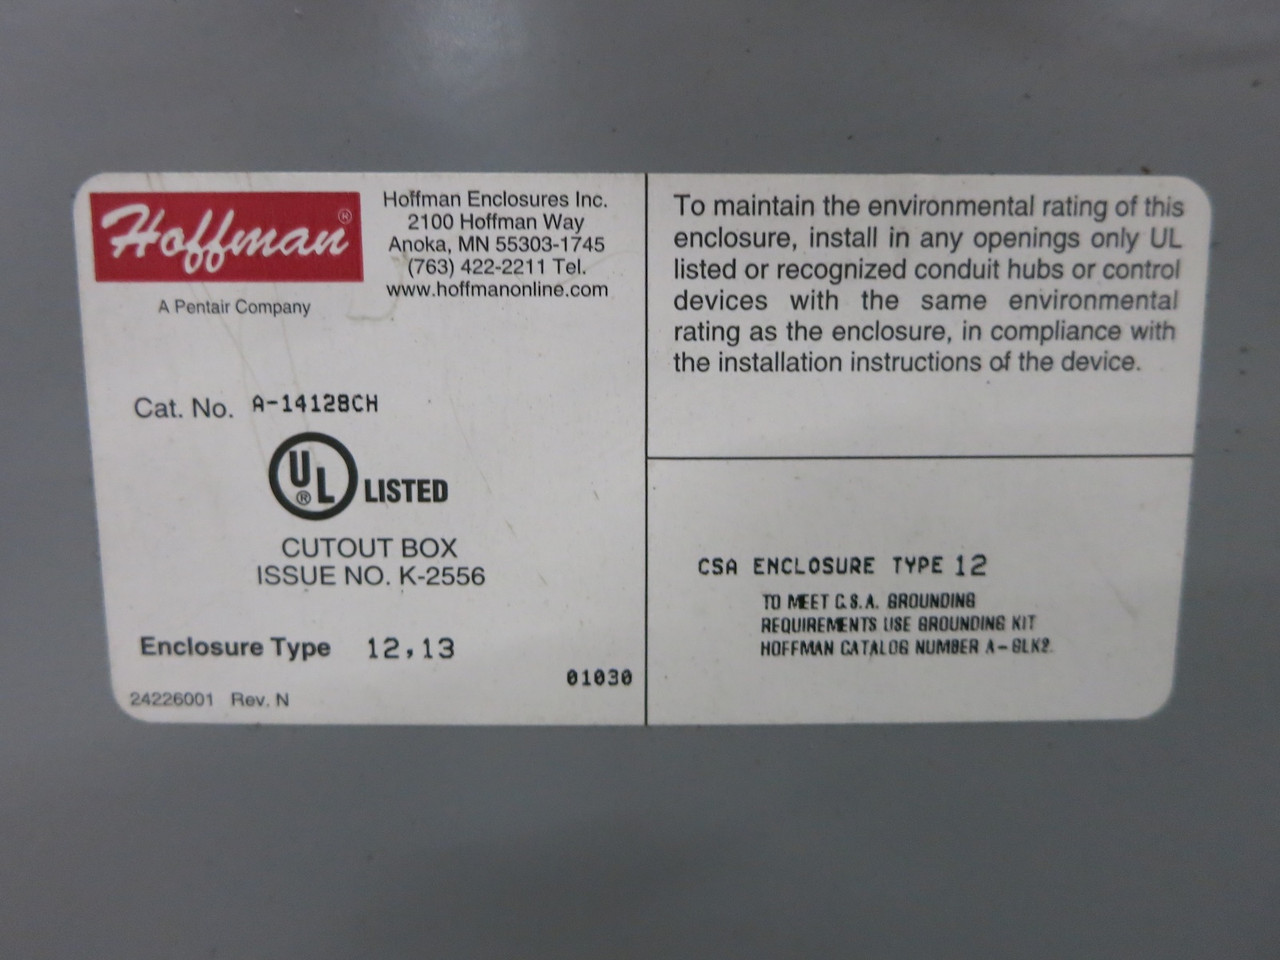 Hoffman®
A Pentair Company
Hoffman Enclosures Inc.
2100 Hoffman Way
Anoka, MN 55303-1745
(763) 422-2211 Tel.
www.hoffmanonline.com
Cat. No. A-14128CH
UL® LISTED
CUTOUT BOX
ISSUE NO. K-2556
Enclosure Type 12,13
01030
24226001 Rev. N
To maintain the environmental rating of this
enclosure, install in any openings only UL
listed or recognized conduit hubs or control
devices with the same environmental
rating as the enclosure, in compliance with
the installation instructions of the device.
CSA ENCLOSURE TYPE 12
TO MEET C.S.A. GROUNDING
REQUIREMENTS USE GROUNDING KIT
HOFFMAN CATALOG NUMBER A-GLK2.